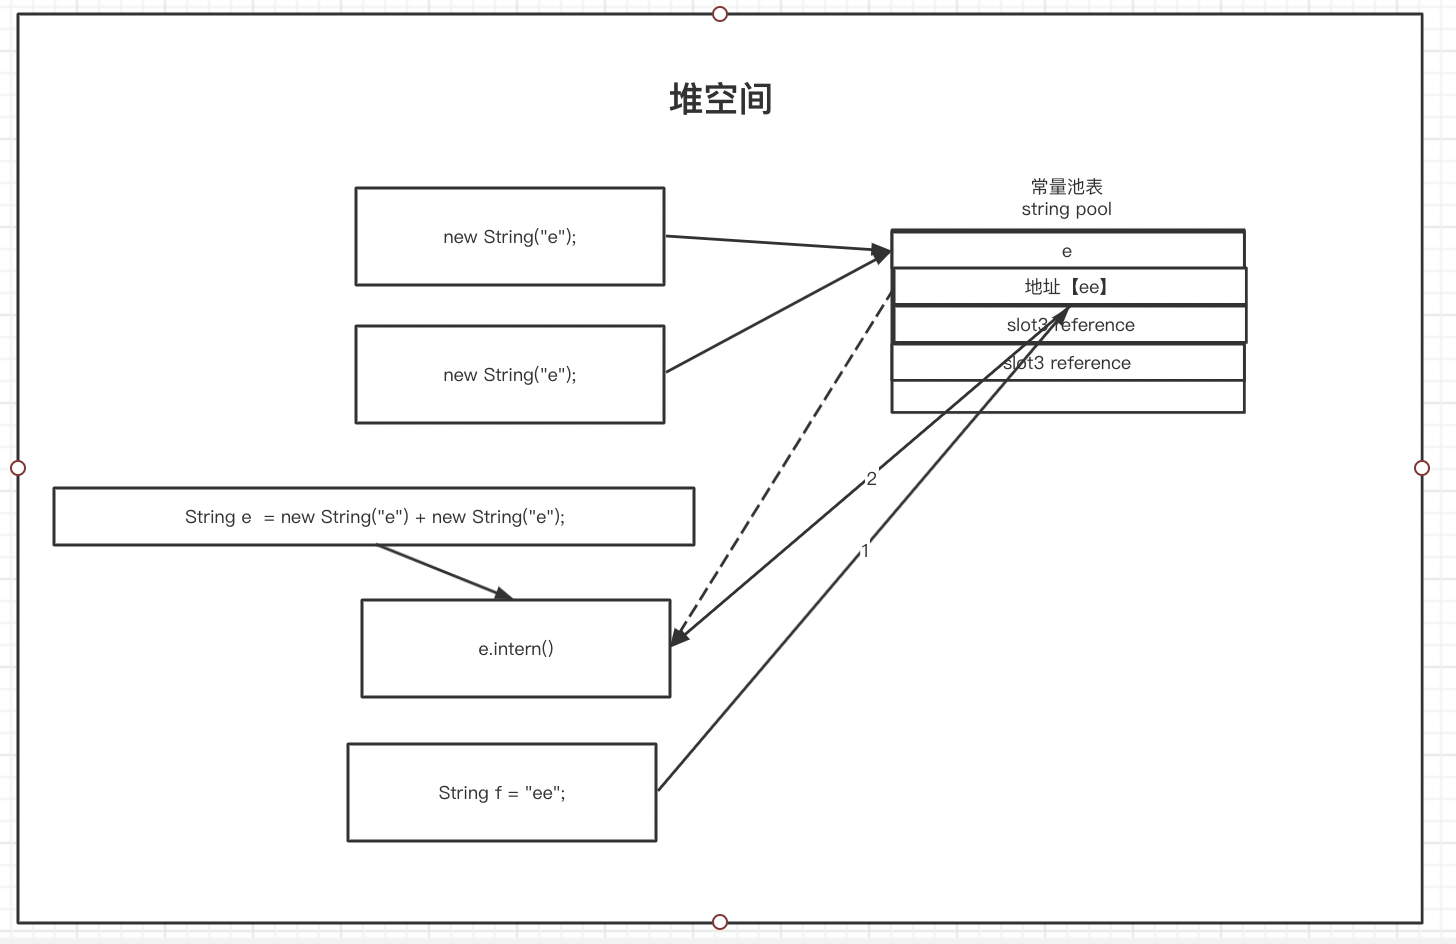 堆空间
常量池表
string pool
new String("e");
e
地址【ee】
slot3 reference
new String("e");
slot3 reference
2
String e  = new String("e") + new String("e");
1
e.intern()
String f = "ee";